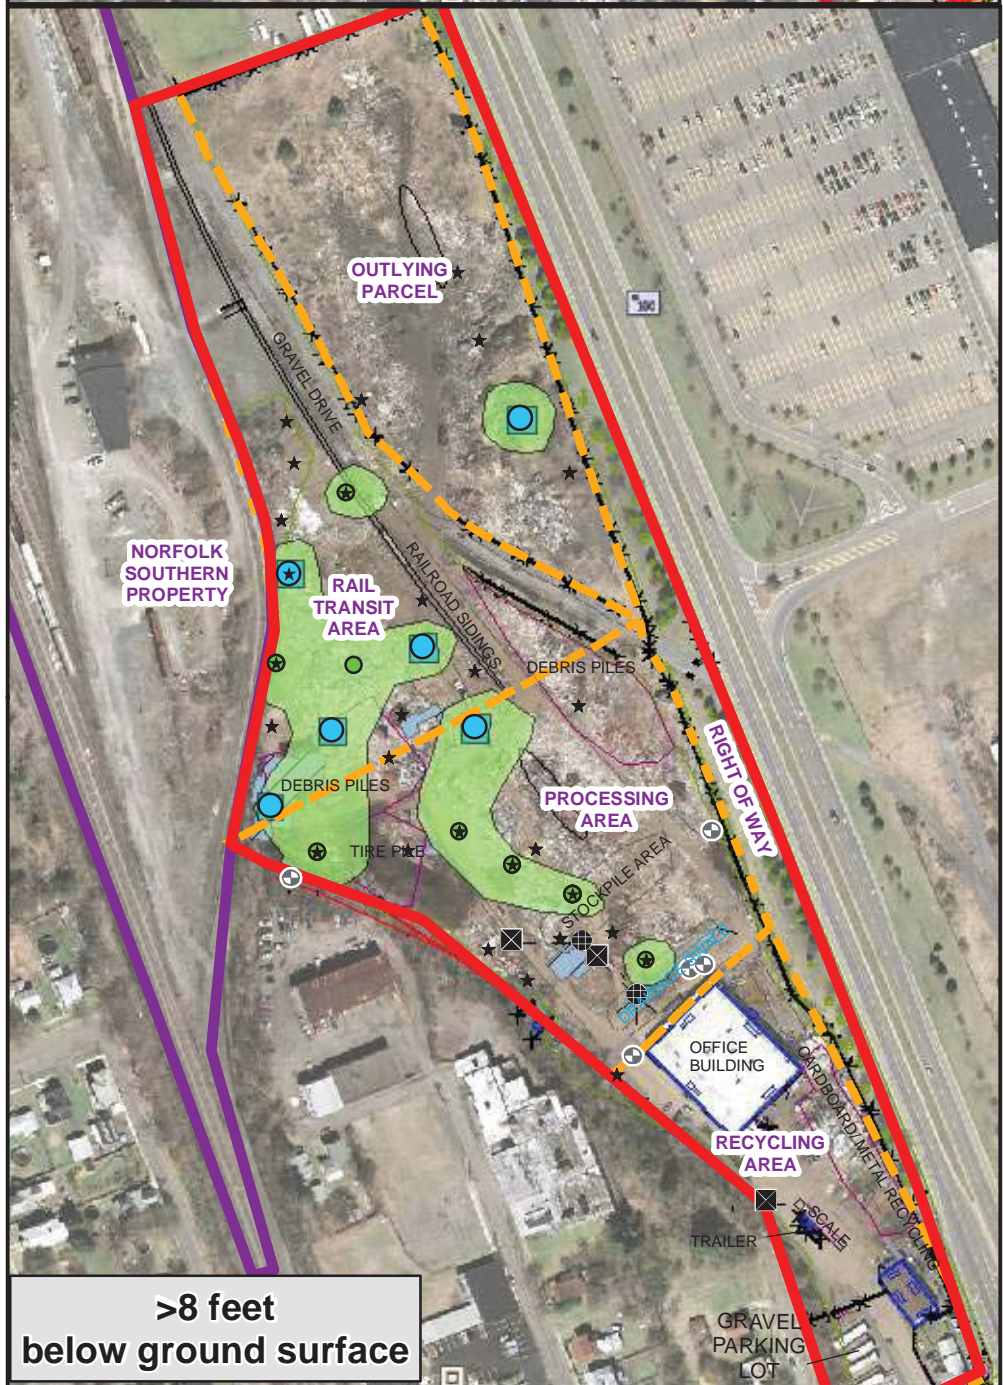 OUTLYING
PARCEL
GRAVEL DRIVE
NORFOLK
SOUTHERN
PROPERTY
RAIL
TRANSIT
AREA
RAILROAD SIDINGS
DEBRIS PILES
RIGHT OF WAY
DEBRIS PILES
PROCESSING
AREA
TIRE PILE
STOCKPILE AREA
DRAINAGE SWALE
OFFICE
BUILDING
CARDBOARD/METAL RECYCLING
RECYCLING
AREA
SCALE
TRAILER
GRAVEL
PARKING
LOT
>8 feet
below ground surface